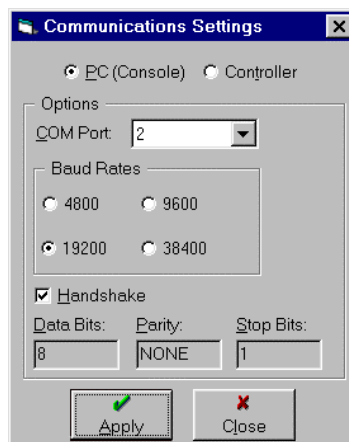 Communications Settings
PC (Console) Controller
Options
COM Port: 2
Baud Rates
4800 9600
19200 38400
Handshake
Data Bits: Parity: Stop Bits:
8 NONE 1
Apply Close